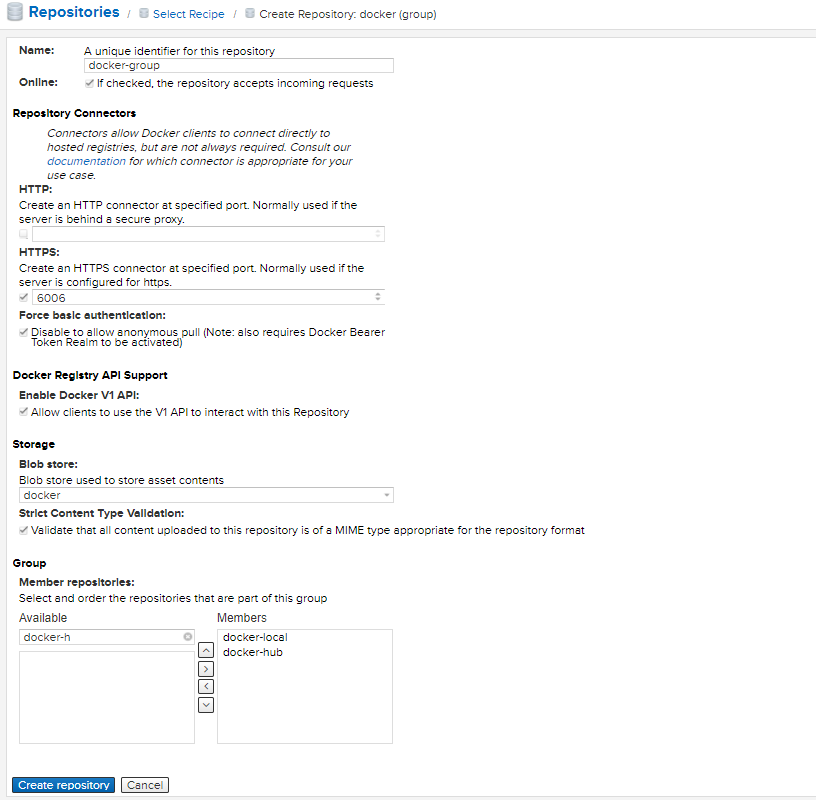 Repositories / Select Recipe / Create Repository: docker (group)
Name: A unique identifier for this repository
docker-group
Online: If checked, the repository accepts incoming requests
Repository Connectors
Connectors allow Docker clients to connect directly to
hosted registries, but are not always required. Consult our
documentation for which connector is appropriate for your
use case.
HTTP:
Create an HTTP connector at specified port. Normally used if the
server is behind a secure proxy.
HTTPS:
Create an HTTPS connector at specified port. Normally used if the
server is configured for https.
6006
Force basic authentication:
Disable to allow anonymous pull (Note: also requires Docker Bearer
Token Realm to be activated)
Docker Registry API Support
Enable Docker V1 API:
Allow clients to use the V1 API to interact with this Repository
Storage
Blob store:
Blob store used to store asset contents
docker
Strict Content Type Validation:
Validate that all content uploaded to this repository is of a MIME type appropriate for the repository format
Group
Member repositories:
Select and order the repositories that are part of this group
Available Members
docker-h docker-local
docker-hub
Create repository Cancel